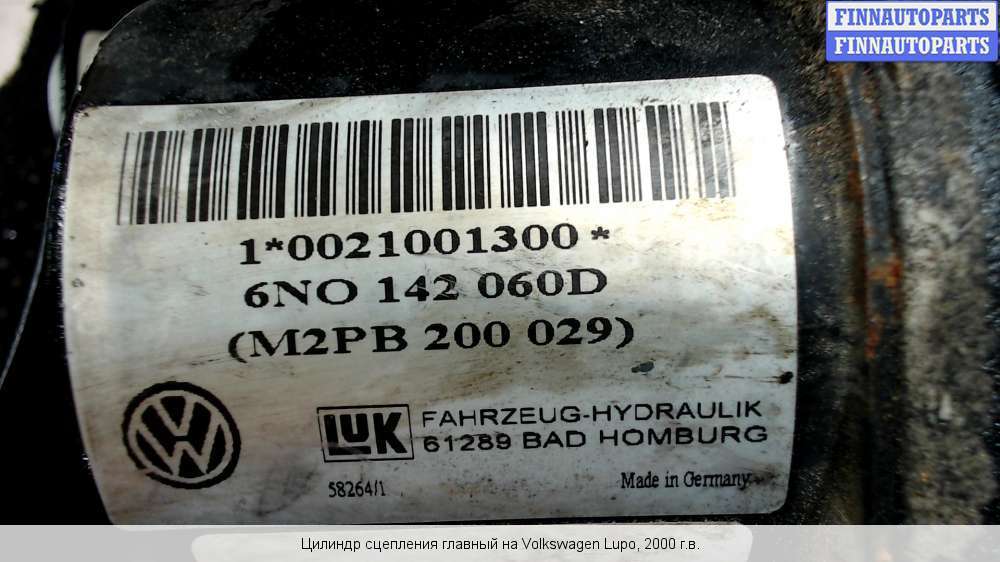 FINNAUTOPARTS
FINNAUTOPARTS
1*0021001300*
6NO 142 060D
(M2PB 200 029)
VW
LUK
FAHRZEUG-HYDRAULIK
61289 BAD HOMBURG
58264/1
Made in Germany
Цилиндр сцепления главный на Volkswagen Lupo, 2000 г.в.